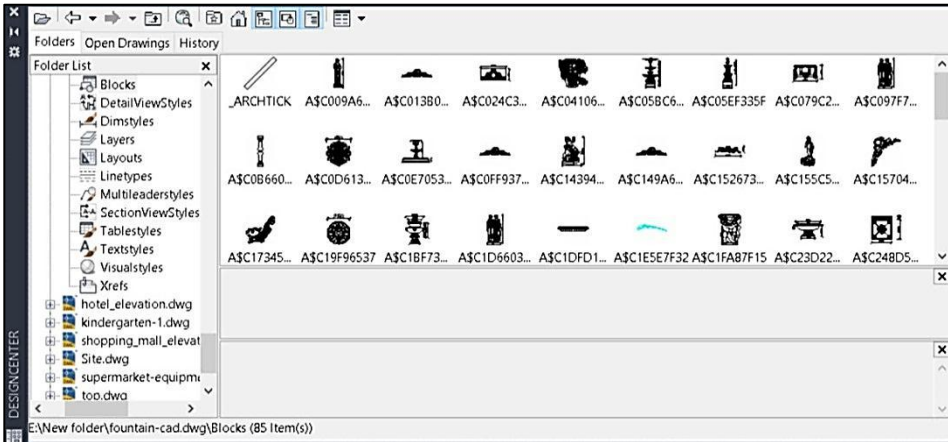 Folders Open Drawings History
Folder List
Blocks
DetailViewStyles
Dimstyles
Layers
Layouts
Linetypes
Multileaderstyles
SectionViewStyles
Tablestyles
Textstyles
Visualstyles
Xrefs
hotel_elevation.dwg
kindergarten-1.dwg
shopping_mall_elevat
Site.dwg
supermarket-equipm
top.dwg
_ARCHTICK A$C009A6... A$C013B0... A$C024C3... A$C04106... A$C05BC6... A$C05EF335F A$C079C2... A$C097F7...
A$C0B660... A$C0D613... A$C0E7053... A$C0FF937... A$C14394... A$C149A6... A$C152673... A$C155C5... A$C15704...
A$C17345... A$C19F96537 A$C1BF73... A$C1D6603... A$C1DFD1... A$C1E5E7F32 A$C1FA87F15 A$C23D22... A$C248D5...
DESIGNCENTER
E:\New folder\fountain-cad.dwg\Blocks (85 Item(s))